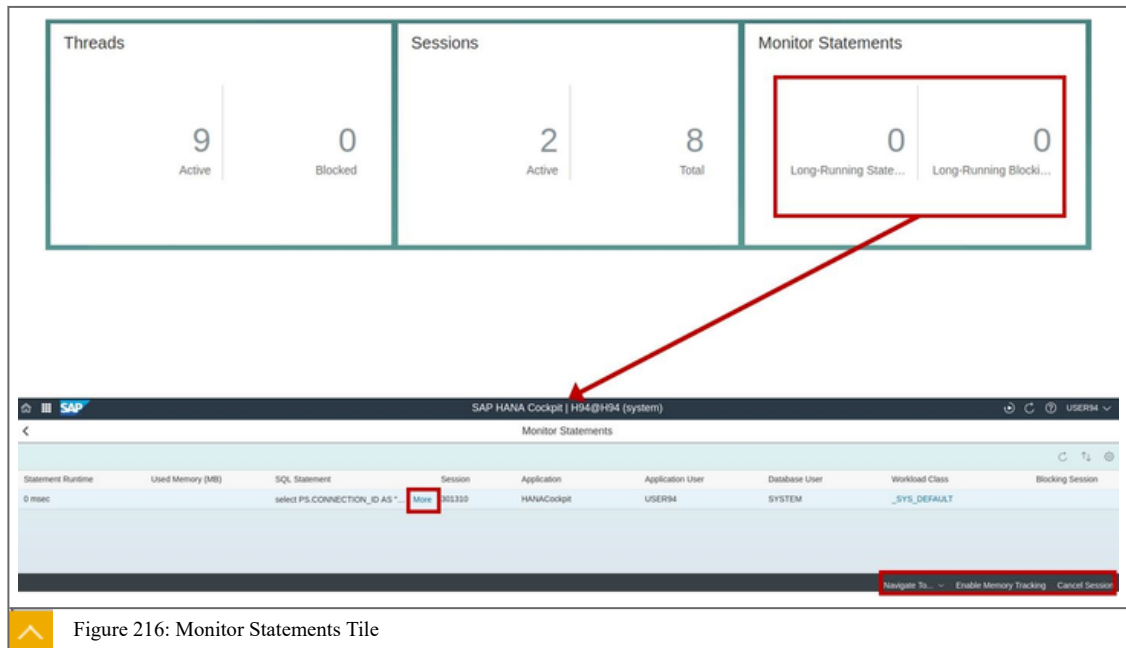 Threads
9
Active
0
Blocked
Sessions
2
Active
8
Total
Monitor Statements
0
Long-Running State...
0
Long-Running Blocki...
SAP
SAP HANA Cockpit | H94@H94 (system)
USER94
Monitor Statements
Statement Runtime Used Memory (MB) SQL Statement Session Application Application User Database User Workload Class Blocking Session
0 msec select PS.CONNECTION_ID AS "... More 301310 HANACockpit USER94 SYSTEM _SYS_DEFAULT
Navigate To... Enable Memory Tracking Cancel Session
Figure 216: Monitor Statements Tile